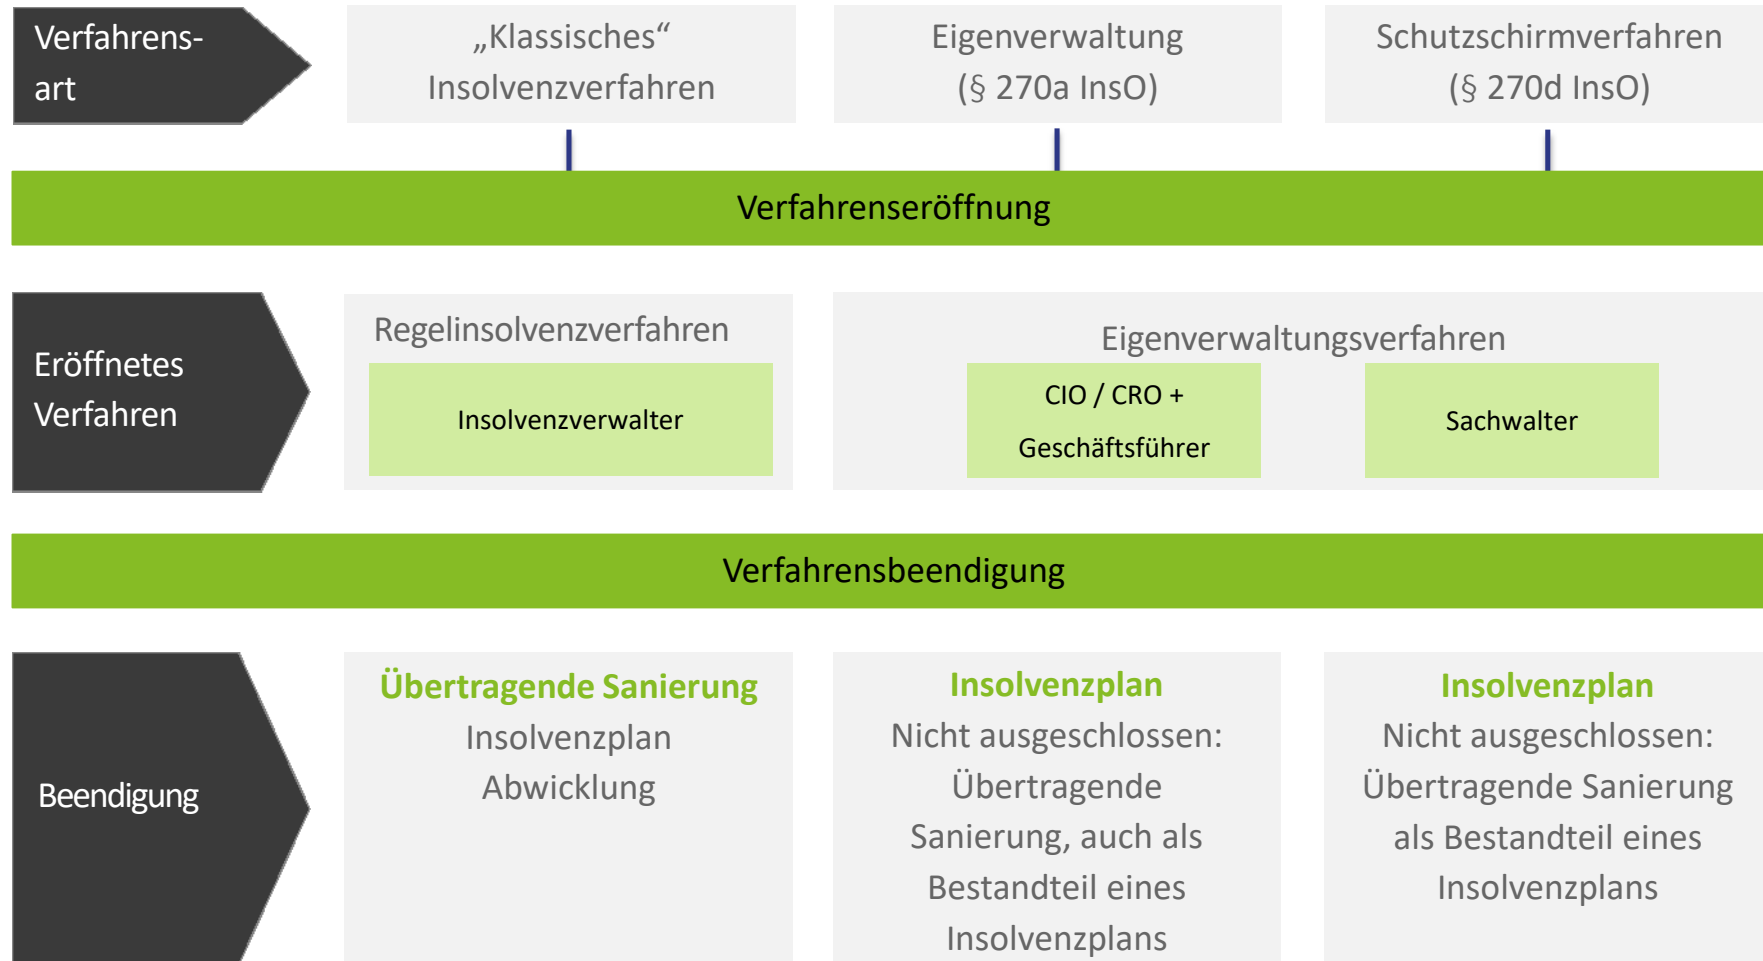 Verfahrens-
art
„Klassisches“
Insolvenzverfahren
Eigenverwaltung
(§ 270a InsO)
Schutzschirmverfahren
(§ 270d InsO)
Verfahrenseröffnung
Eröffnetes
Verfahren
Regelinsolvenzverfahren
Insolvenzverwalter
Eigenverwaltungsverfahren
CIO / CRO +
Geschäftsführer
Sachwalter
Verfahrensbeendigung
Beendigung
Übertragende Sanierung
Insolvenzplan
Abwicklung
Insolvenzplan
Nicht ausgeschlossen:
Übertragende
Sanierung, auch als
Bestandteil eines
Insolvenzplans
Insolvenzplan
Nicht ausgeschlossen:
Übertragende Sanierung
als Bestandteil eines
Insolvenzplans